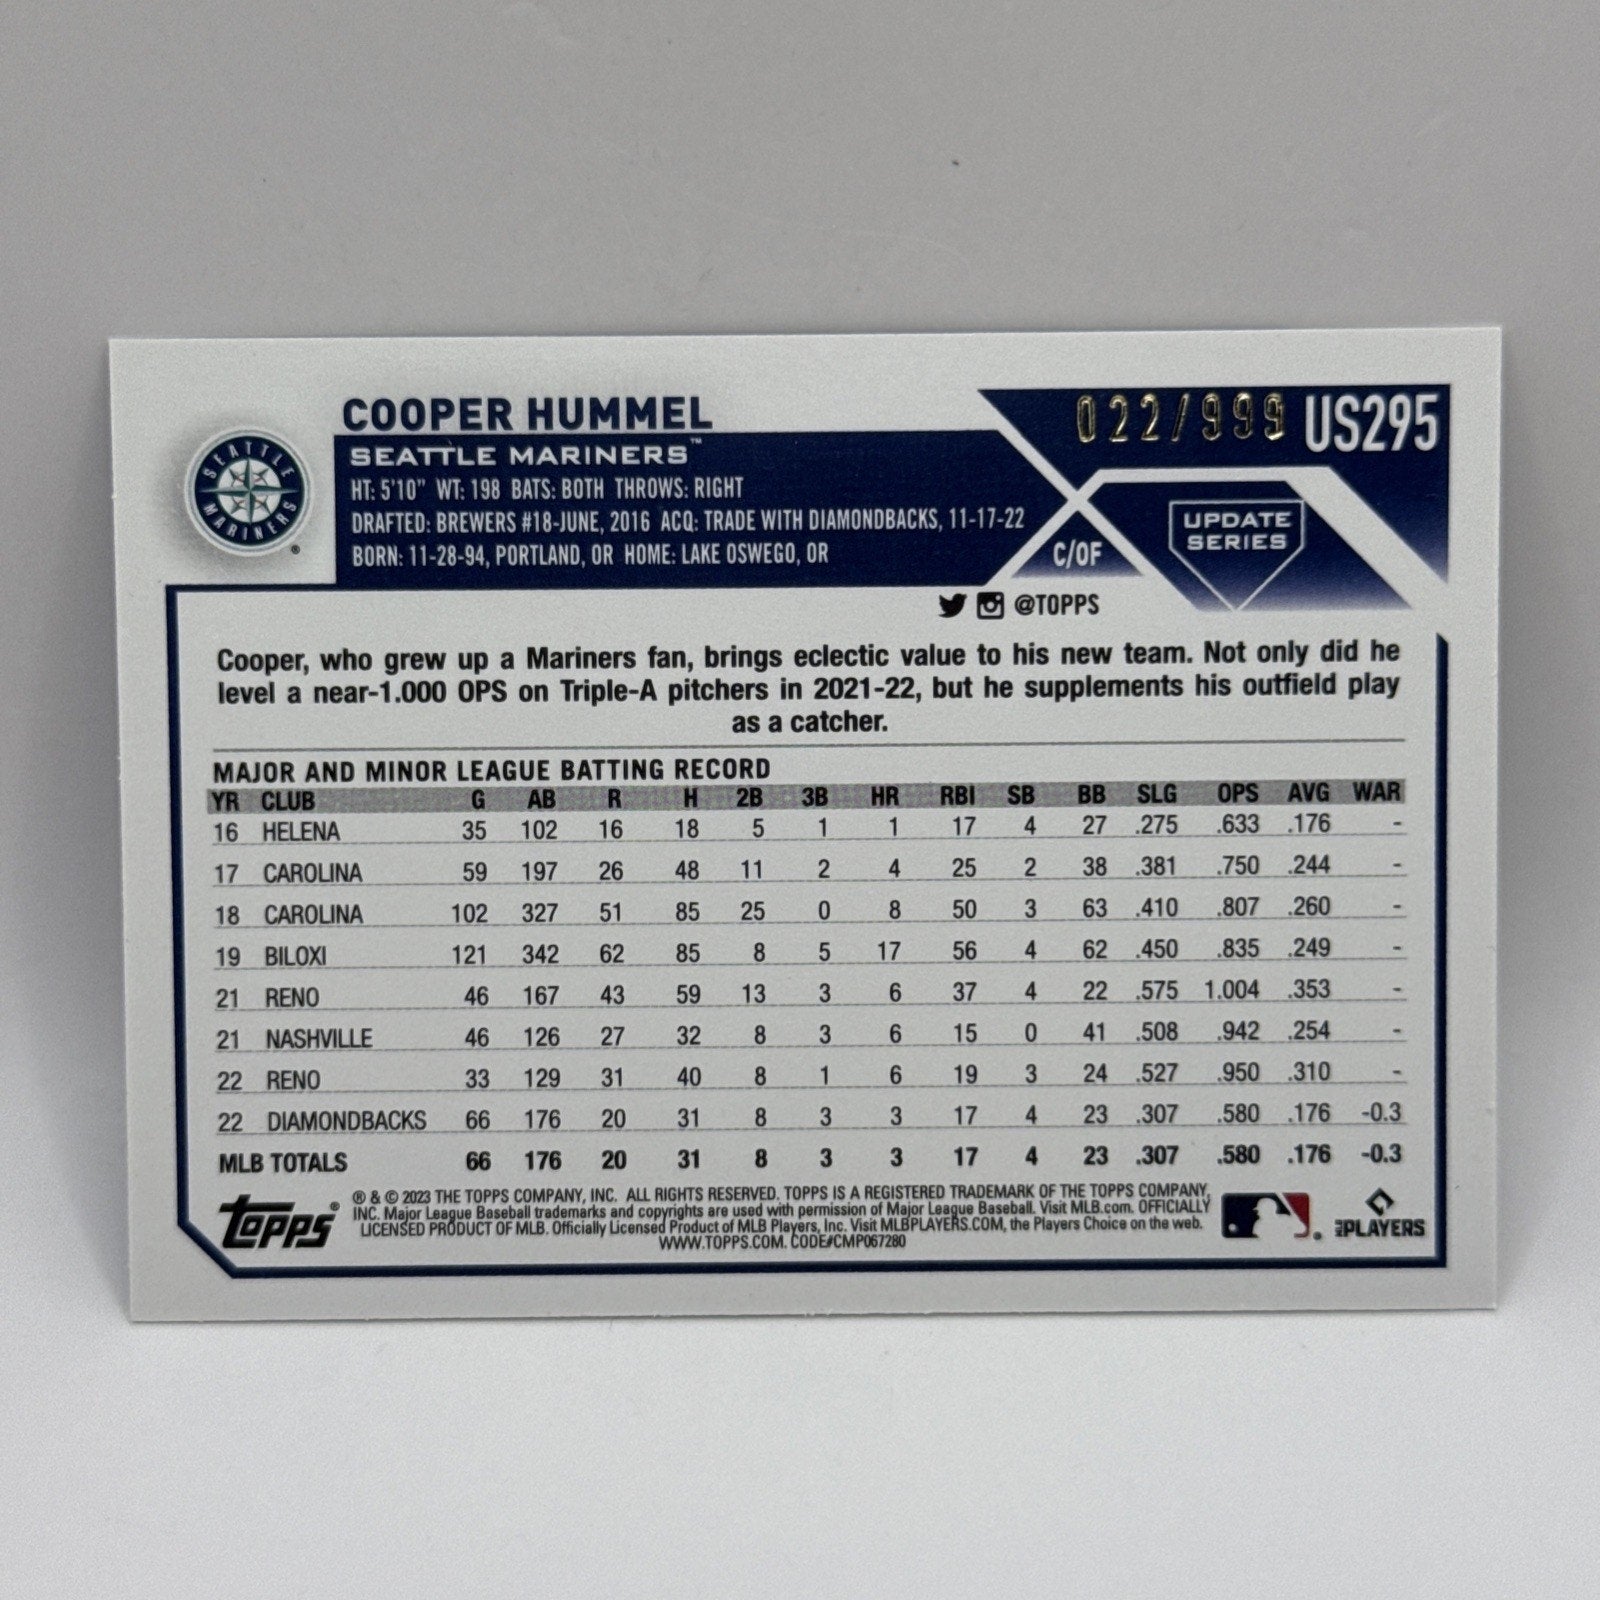 COOPER HUMMEL
022/999 US295
SEATTLE MARINERS
SEATTLE MARINERS™
HT: 5'10" WT: 198 BATS: BOTH THROWS: RIGHT
DRAFTED: BREWERS #18-JUNE, 2016 ACQ: TRADE WITH DIAMONDBACKS, 11-17-22
BORN: 11-28-94, PORTLAND, OR HOME: LAKE OSWEGO, OR
C/OF
UPDATE
SERIES
@TOPPS
Cooper, who grew up a Mariners fan, brings eclectic value to his new team. Not only did he
level a near-1.000 OPS on Triple-A pitchers in 2021-22, but he supplements his outfield play
as a catcher.
MAJOR AND MINOR LEAGUE BATTING RECORD
YR CLUB G AB R H 2B 3B HR RBI SB BB SLG OPS AVG WAR
16 HELENA 35 102 16 18 5 1 1 17 4 27 .275 .633 .176 -
17 CAROLINA 59 197 26 48 11 2 4 25 2 38 .381 .750 .244 -
18 CAROLINA 102 327 51 85 25 0 8 50 3 63 .410 .807 .260 -
19 BILOXI 121 342 62 85 8 5 17 56 4 62 .450 .835 .249 -
21 RENO 46 167 43 59 13 3 6 37 4 22 .575 1.004 .353 -
21 NASHVILLE 46 126 27 32 8 3 6 15 0 41 .508 .942 .254 -
22 RENO 33 129 31 40 8 1 6 19 3 24 .527 .950 .310 -
22 DIAMONDBACKS 66 176 20 31 8 3 3 17 4 23 .307 .580 .176 -0.3
MLB TOTALS 66 176 20 31 8 3 3 17 4 23 .307 .580 .176 -0.3
Topps®
® & © 2023 THE TOPPS COMPANY, INC. ALL RIGHTS RESERVED. TOPPS IS A REGISTERED TRADEMARK OF THE TOPPS COMPANY,
INC. Major League Baseball trademarks and copyrights are used with permission of Major League Baseball. Visit MLB.com. OFFICIALLY
LICENSED PRODUCT OF MLB. Officially Licensed Product of MLB Players, Inc. Visit MLBPLAYERS.COM, the Players Choice on the web.
WWW.TOPPS.COM. CODE#CMP067280
MLB PLAYERS